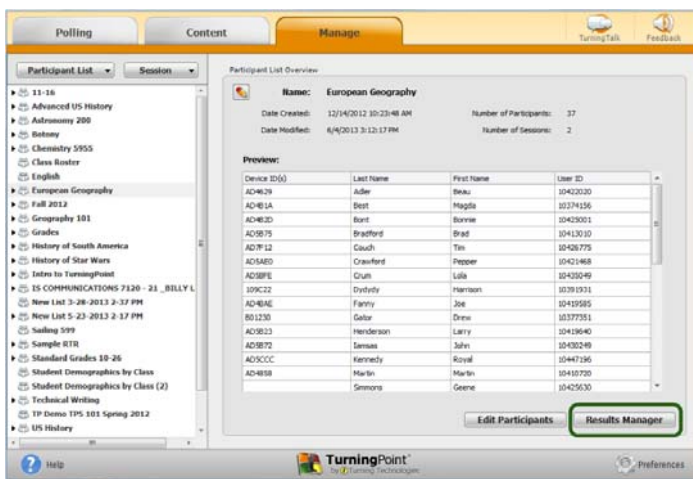 Polling Content Manage TurningTalk Feedback
Participant List Session
11-16
Advanced US History
Astronomy 200
Botony
Chemistry 5955
Class Roster
English
European Geography
Fall 2012
Geography 101
Grades
History of South America
History of Star Wars
Intro to TurningPoint
IS COMMUNICATIONS 7120 - 21 _BILLY L
New List 3-28-2013 2-37 PM
New List 5-23-2013 2-17 PM
Sailing 599
Sample RTR
Standard Grades 10-26
Student Demographics by Class
Student Demographics by Class (2)
Technical Writing
TP Demo TPS 101 Spring 2012
US History
Participant List Overview
Name: European Geography
Date Created: 12/14/2012 10:23:48 AM Number of Participants: 37
Date Modified: 6/4/2013 3:12:17 PM Number of Sessions: 2
Preview:
Device ID(s) Last Name First Name User ID
AD4629 Adler Beau 10422020
AD4B1A Best Magda 10374156
AD4B2D Bont Bonnie 10425001
AD5B75 Bradford Brad 10413010
AD7F12 Couch Tim 10426775
AD5AE0 Crawford Pepper 10421468
AD5BFE Crum Lola 10435049
109C22 Dydydy Harrison 10391931
AD4BAE Fanny Joe 10419585
B01230 Gator Drew 10377351
AD5B23 Henderson Larry 10419640
AD5B72 Iamsas John 10430249
AD5CCC Kennedy Royal 10447196
AD4858 Martin Martin 10410720
Simmons Geene 10425630
Edit Participants Results Manager
Help TurningPoint Preferences
by Turning Technologies